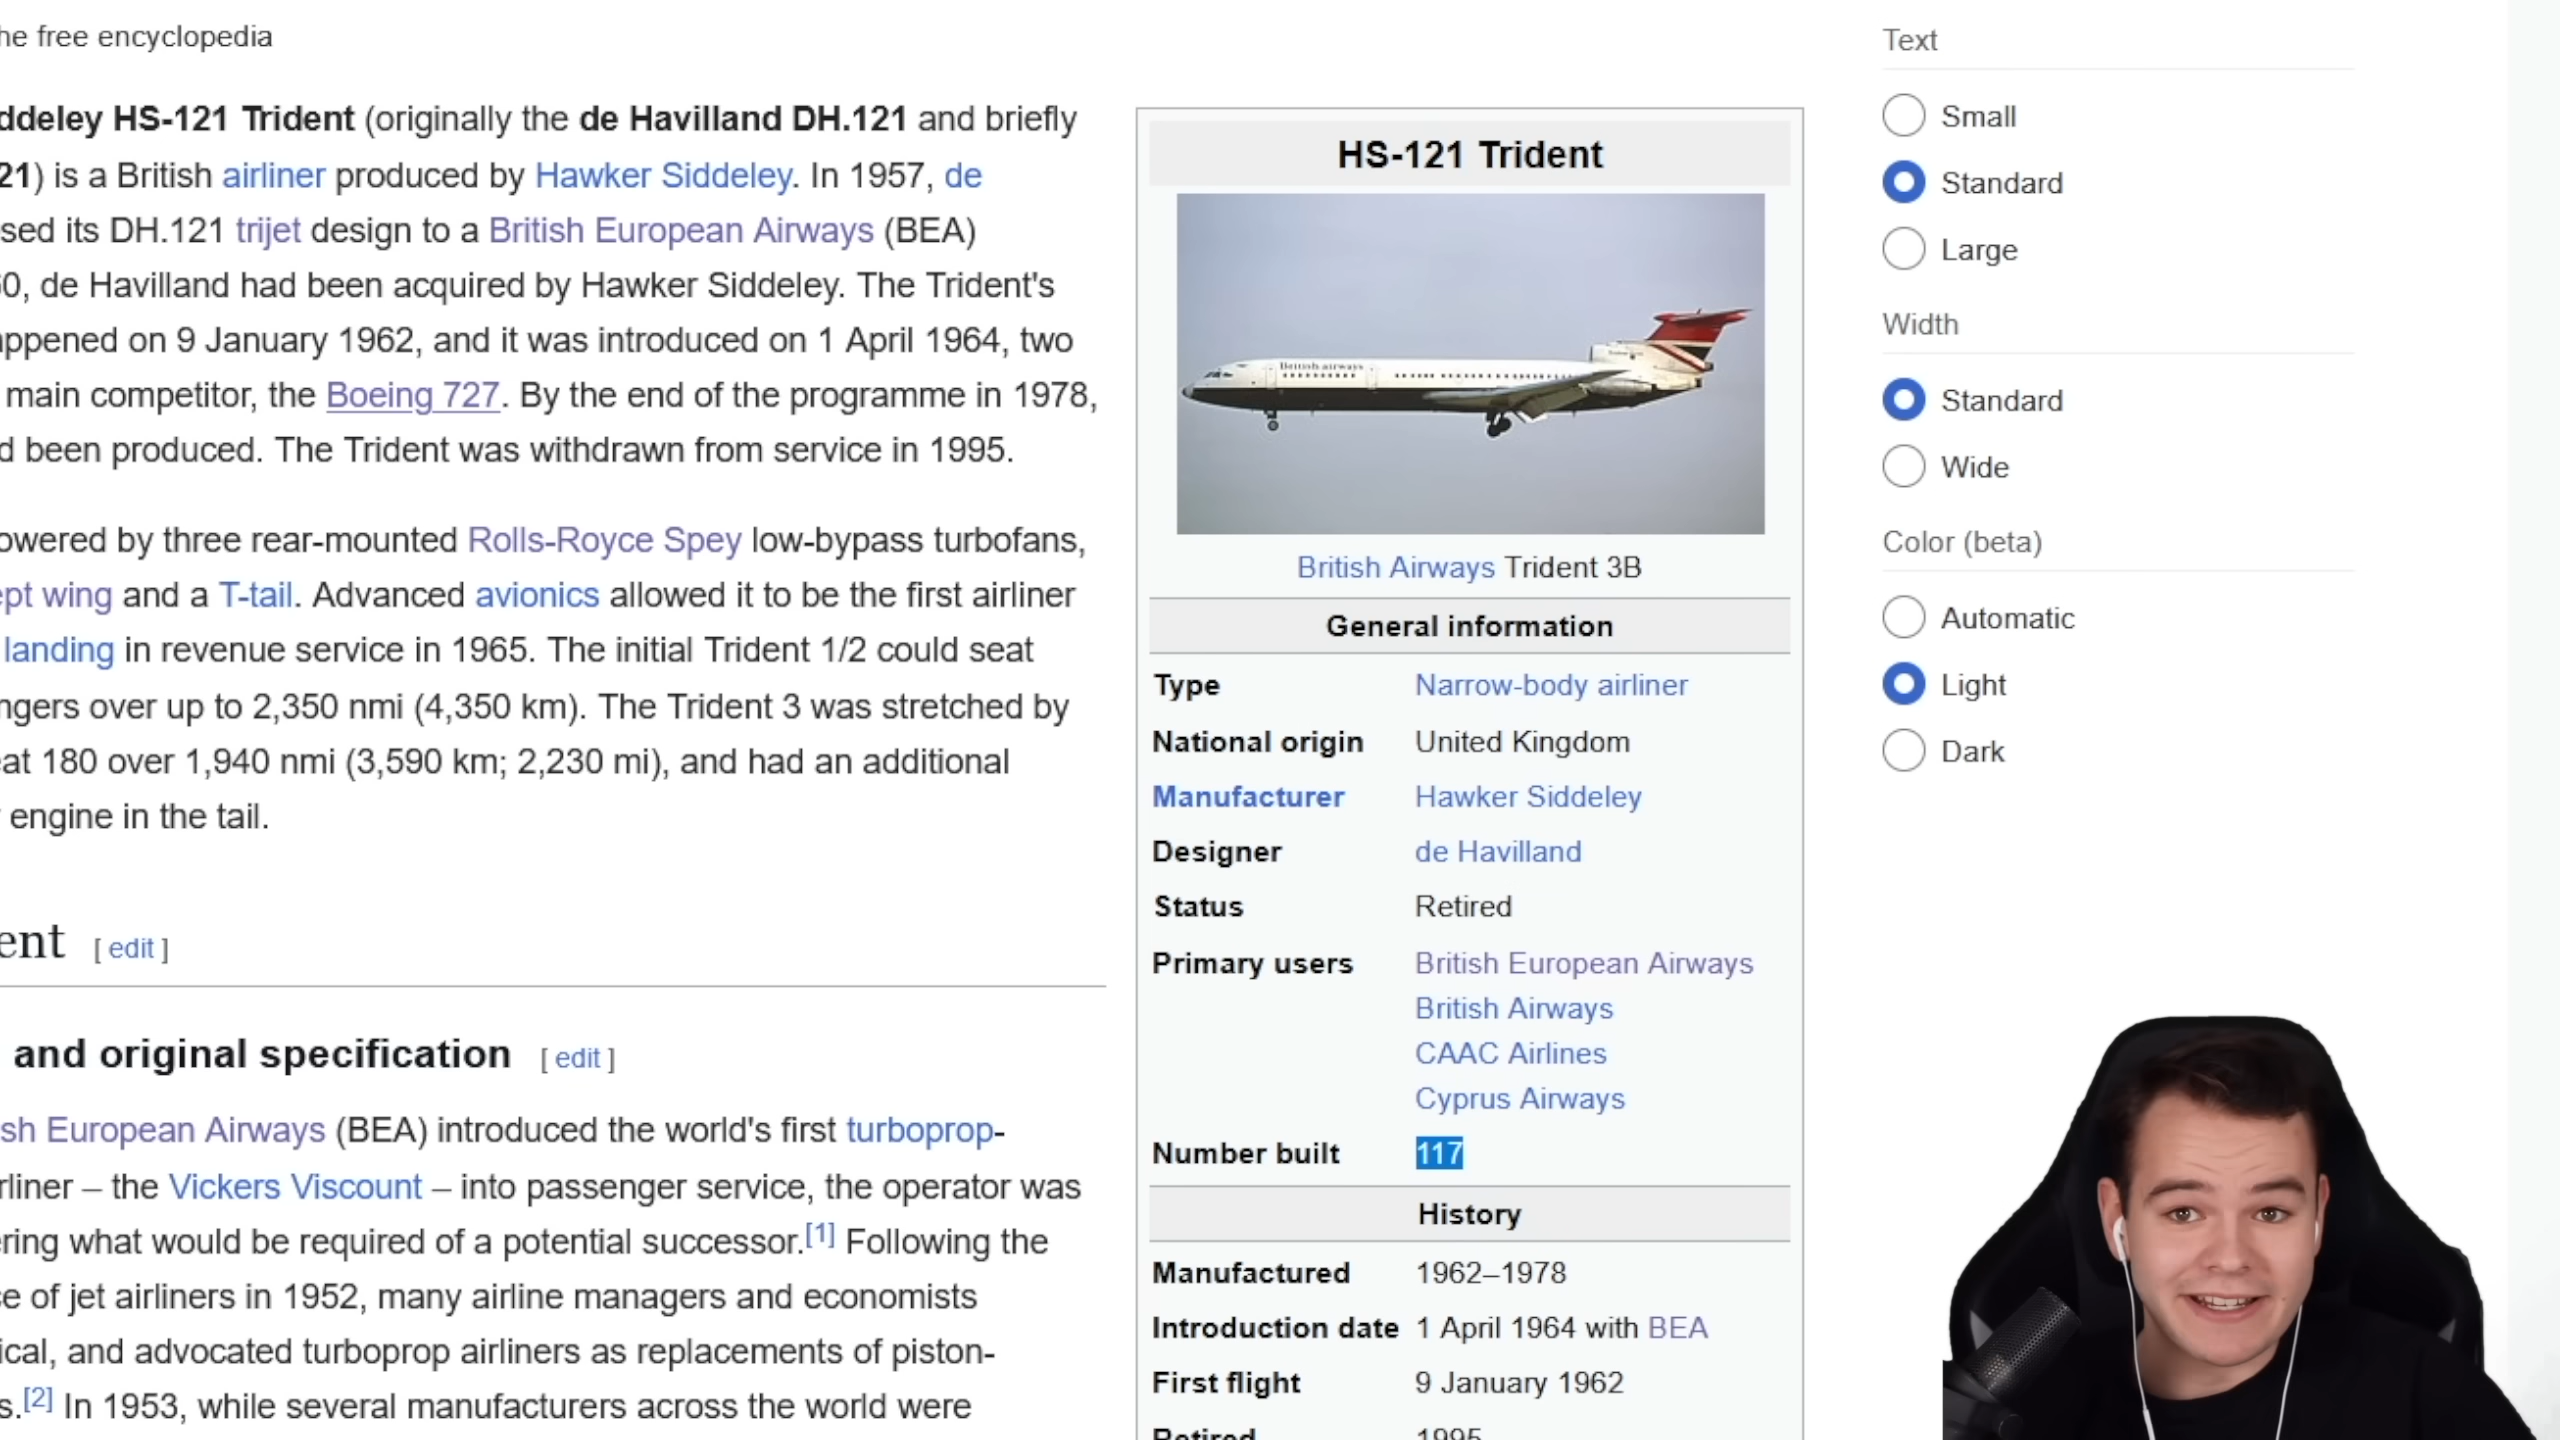 he free encyclopedia
ddeley HS-121 Trident (originally the de Havilland DH.121 and briefly
21) is a British airliner produced by Hawker Siddeley. In 1957, de
sed its DH.121 trijet design to a British European Airways (BEA)
0, de Havilland had been acquired by Hawker Siddeley. The Trident's
ppened on 9 January 1962, and it was introduced on 1 April 1964, two
main competitor, the Boeing 727. By the end of the programme in 1978,
d been produced. The Trident was withdrawn from service in 1995.
owered by three rear-mounted Rolls-Royce Spey low-bypass turbofans,
ept wing and a T-tail. Advanced avionics allowed it to be the first airliner
landing in revenue service in 1965. The initial Trident 1/2 could seat
ngers over up to 2,350 nmi (4,350 km). The Trident 3 was stretched by
at 180 over 1,940 nmi (3,590 km; 2,230 mi), and had an additional
engine in the tail.
ent [ edit ]
and original specification [ edit ]
sh European Airways (BEA) introduced the world's first turboprop-
rliner – the Vickers Viscount – into passenger service, the operator was
ring what would be required of a potential successor.[1] Following the
ce of jet airliners in 1952, many airline managers and economists
ical, and advocated turboprop airliners as replacements of piston-
s.[2] In 1953, while several manufacturers across the world were
HS-121 Trident
British airways
British Airways Trident 3B
General information
Type Narrow-body airliner
National origin United Kingdom
Manufacturer Hawker Siddeley
Designer de Havilland
Status Retired
Primary users British European Airways
British Airways
CAAC Airlines
Cyprus Airways
Number built 117
History
Manufactured 1962–1978
Introduction date 1 April 1964 with BEA
First flight 9 January 1962
Retired 1995
Text
Small
Standard
Large
Width
Standard
Wide
Color (beta)
Automatic
Light
Dark